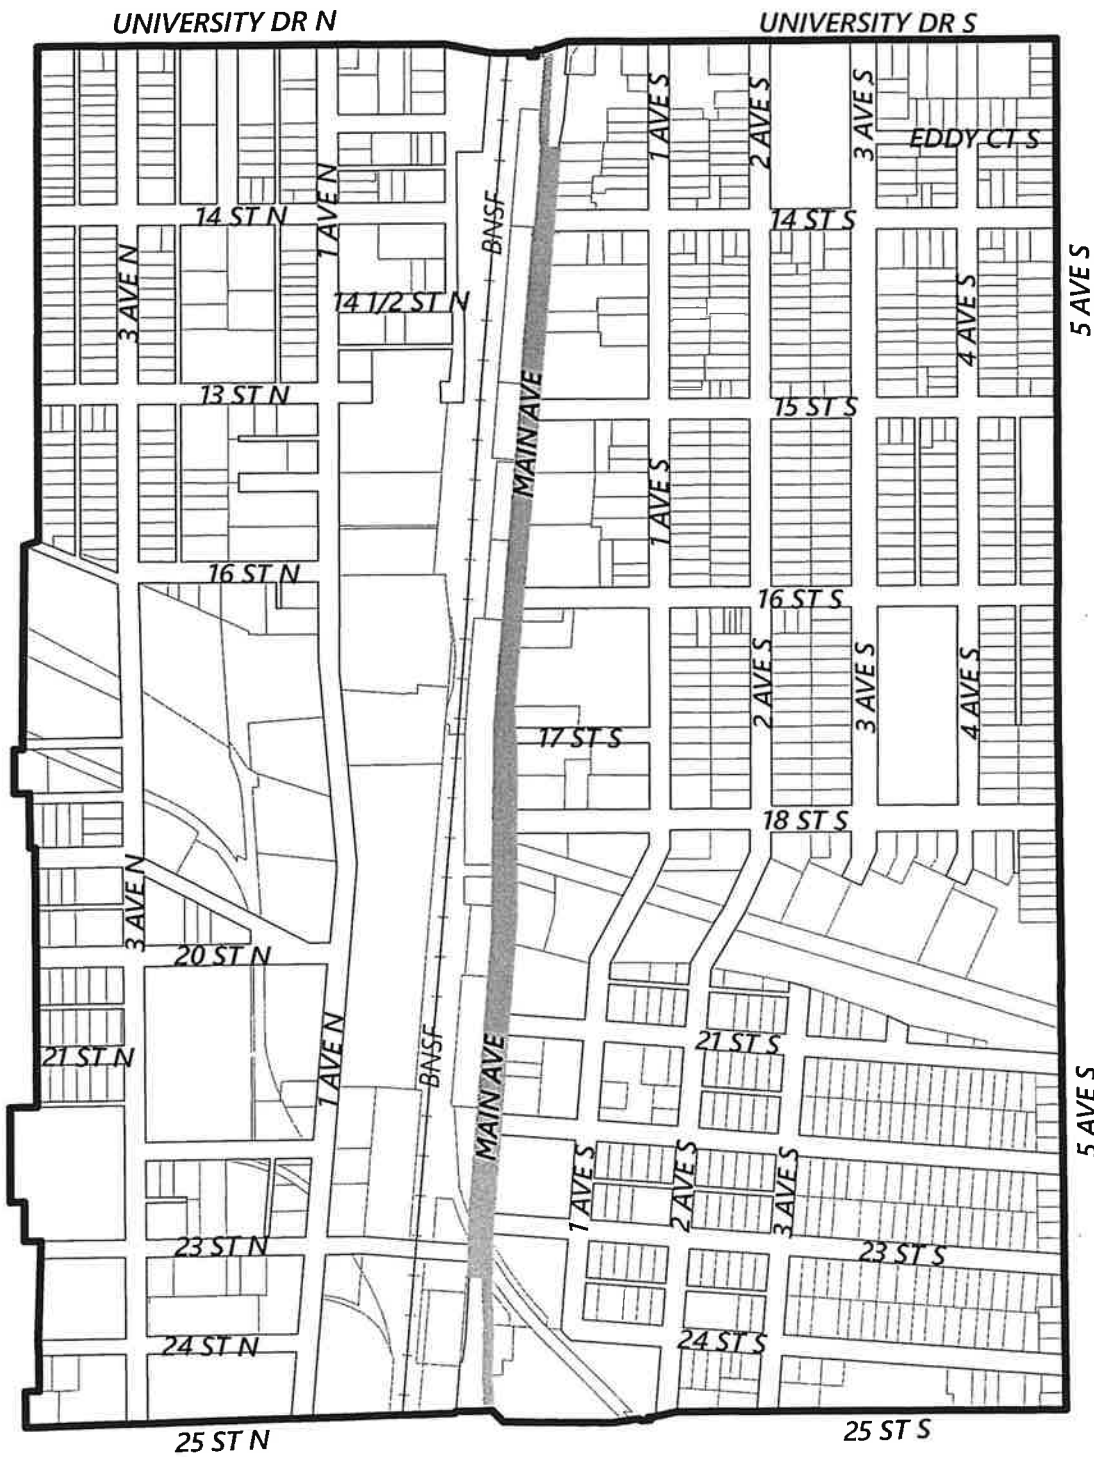 UNIVERSITY DR N
UNIVERSITY DR S
1 AVE S
2 AVE S
3 AVE S
EDDY CT S
14 ST N
1 AVE N
BNSF
14 ST S
3 AVE N
14 1/2 ST N
4 AVE S
5 AVE S
13 ST N
MAIN AVE
15 ST S
1 AVE S
16 ST N
16 ST S
2 AVE S
3 AVE S
4 AVE S
17 ST S
18 ST S
3 AVE N
20 ST N
21 ST N
1 AVE N
BNSF
MAIN AVE
21 ST S
5 AVE S
1 AVE S
2 AVE S
3 AVE S
23 ST N
23 ST S
24 ST N
24 ST S
25 ST N
25 ST S